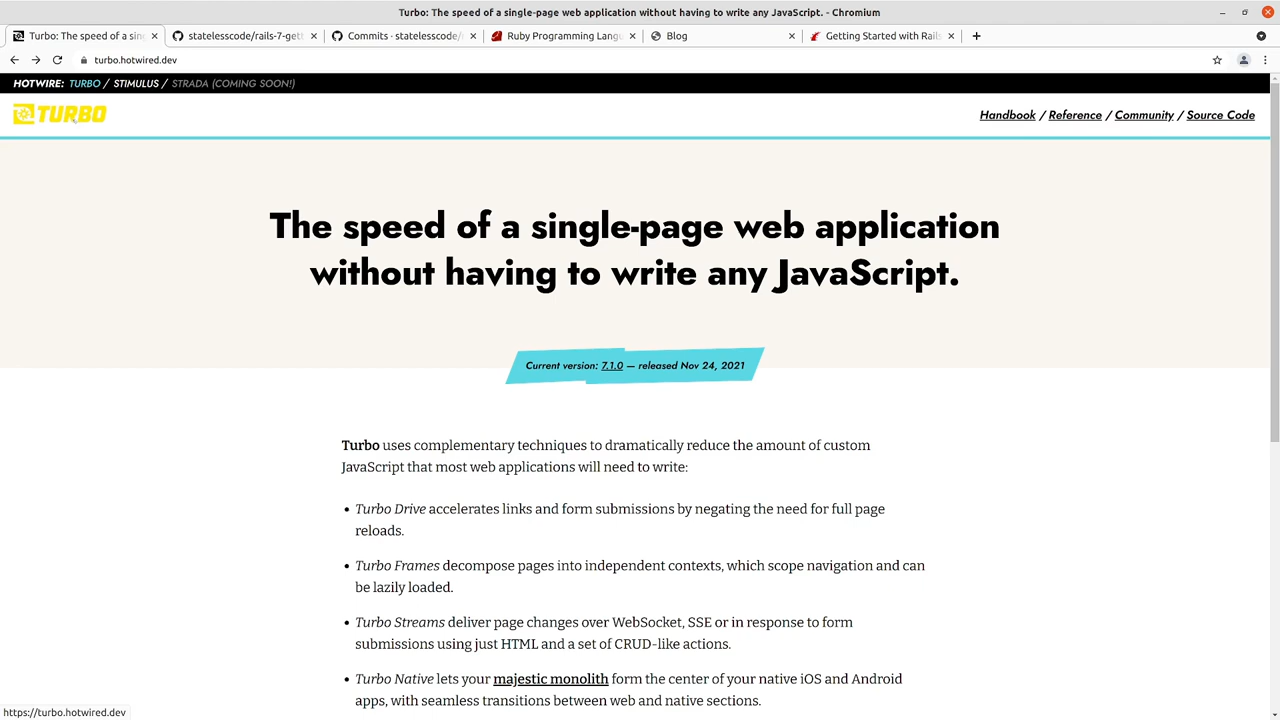 Turbo: The speed of a single-page web application without having to write any JavaScript. - Chromium
Turbo: The speed of a sin
statelesscode/rails-7-gett
Commits · statelesscode/
Ruby Programming Lang
Blog
Getting Started with Rails
turbo.hotwired.dev
HOTWIRE: TURBO / STIMULUS / STRADA (COMING SOON!)
TURBO
Handbook / Reference / Community / Source Code
The speed of a single-page web application
without having to write any JavaScript.
Current version: 7.1.0 — released Nov 24, 2021
Turbo uses complementary techniques to dramatically reduce the amount of custom
JavaScript that most web applications will need to write:
• Turbo Drive accelerates links and form submissions by negating the need for full page
reloads.
• Turbo Frames decompose pages into independent contexts, which scope navigation and can
be lazily loaded.
• Turbo Streams deliver page changes over WebSocket, SSE or in response to form
submissions using just HTML and a set of CRUD-like actions.
• Turbo Native lets your majestic monolith form the center of your native iOS and Android
apps, with seamless transitions between web and native sections.
https://turbo.hotwired.dev